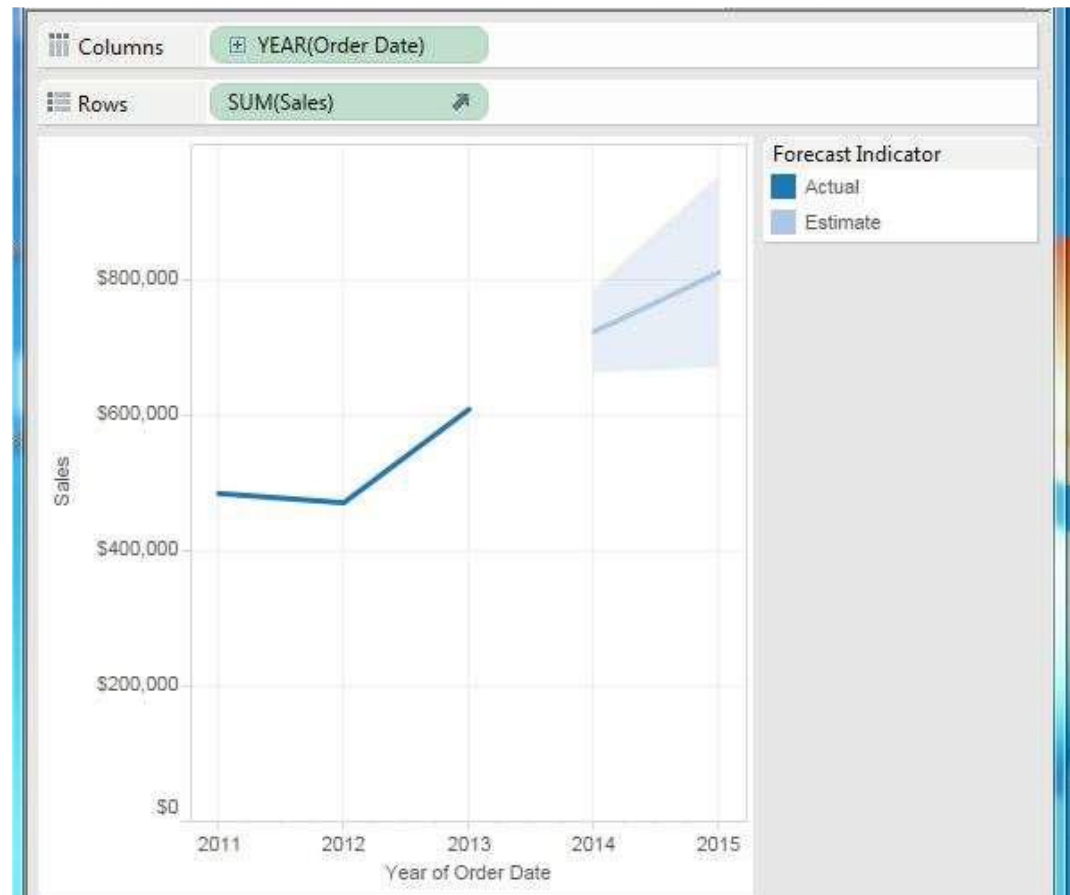 Columns YEAR(Order Date)
Rows SUM(Sales)
Forecast Indicator
Actual
Estimate
$800,000
$600,000
$400,000
$200,000
$0
Sales
2011 2012 2013 2014 2015
Year of Order Date